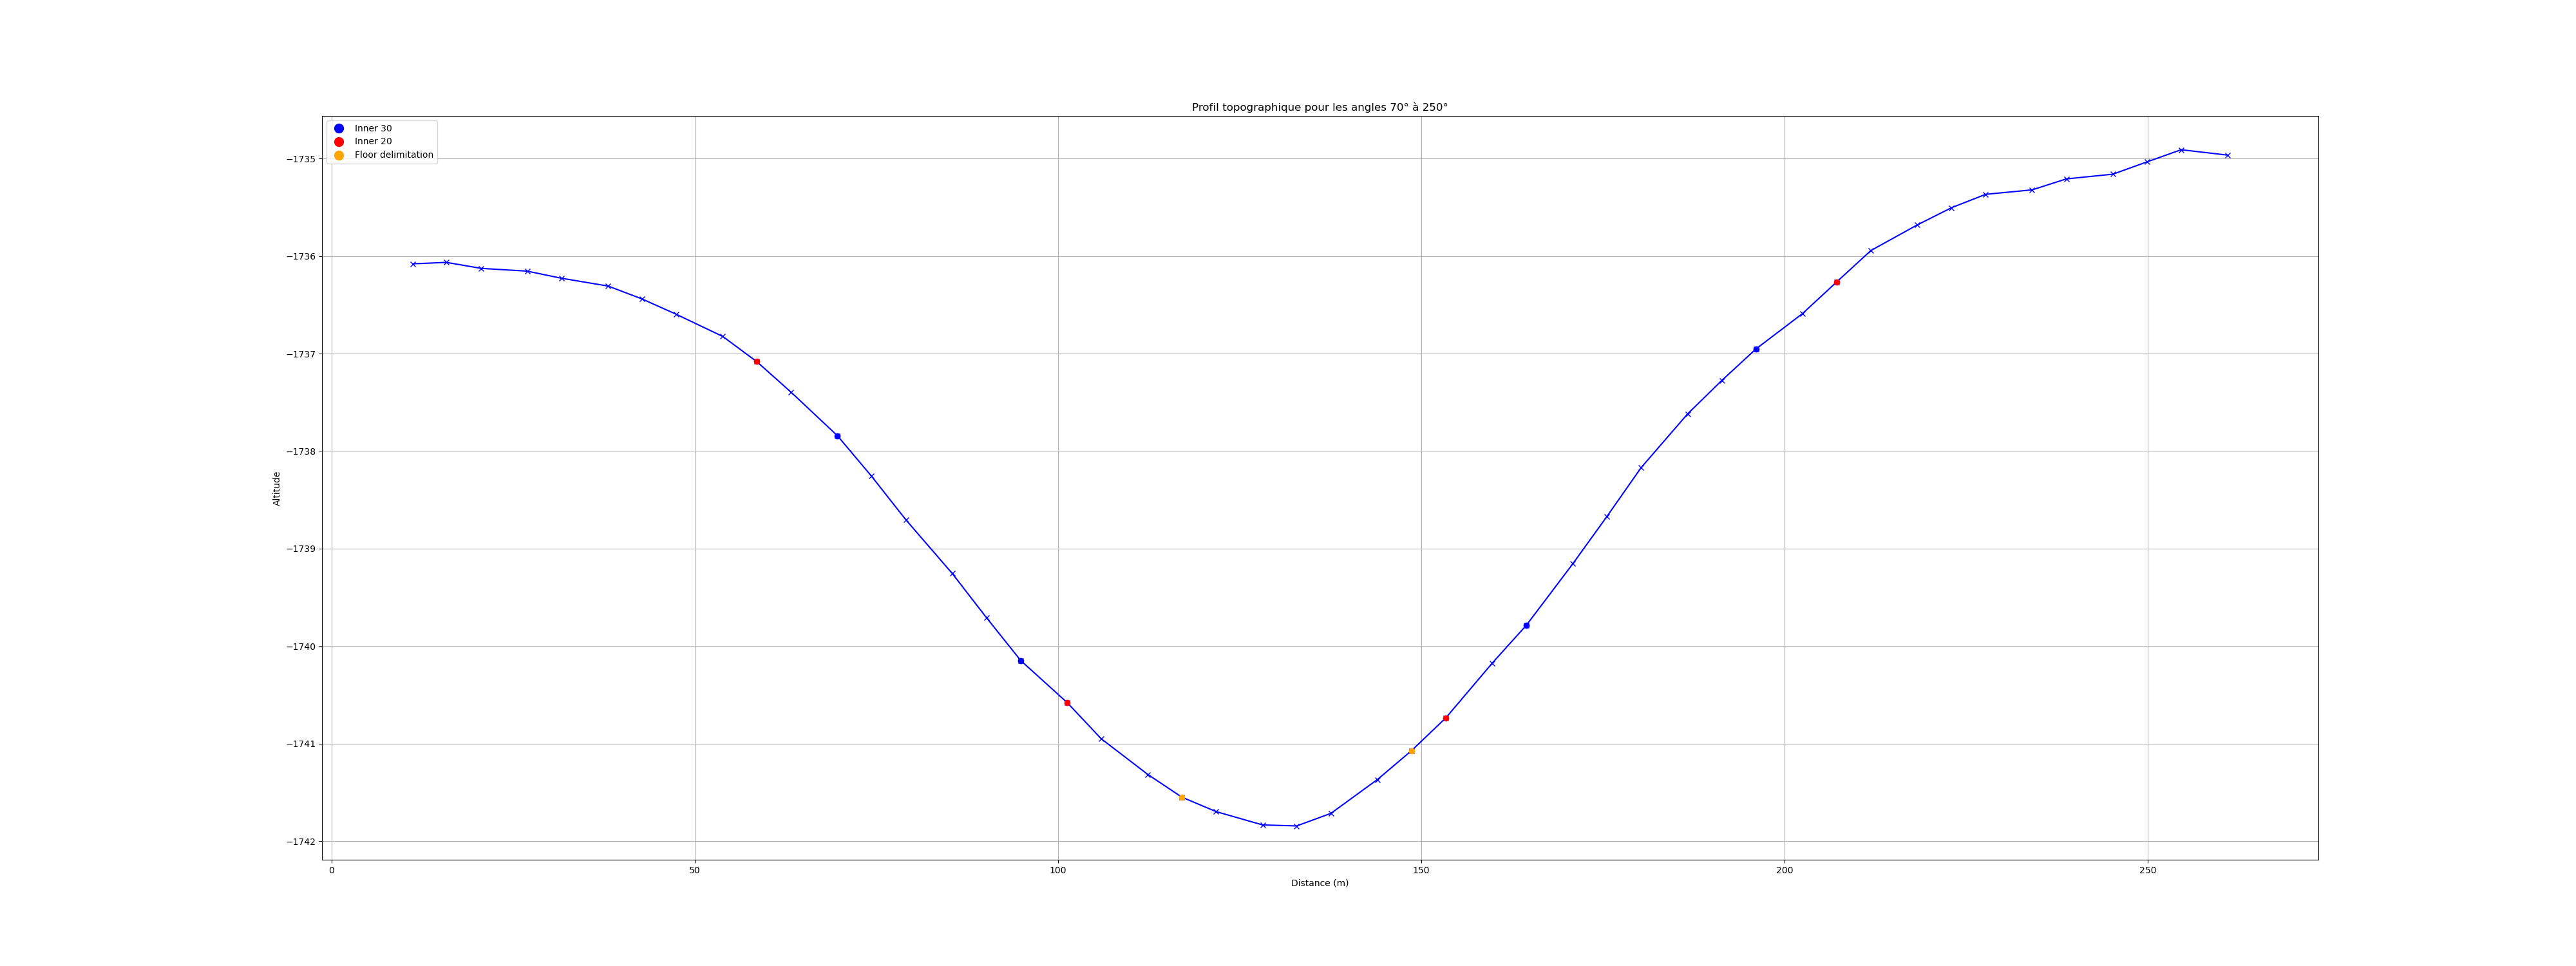 Profil topographique pour les angles 70° à 250°
Inner 30
Inner 20
Floor delimitation
−1735
−1736
−1737
−1738
−1739
−1740
−1741
−1742
Altitude
0 50 100 150 200 250
Distance (m)